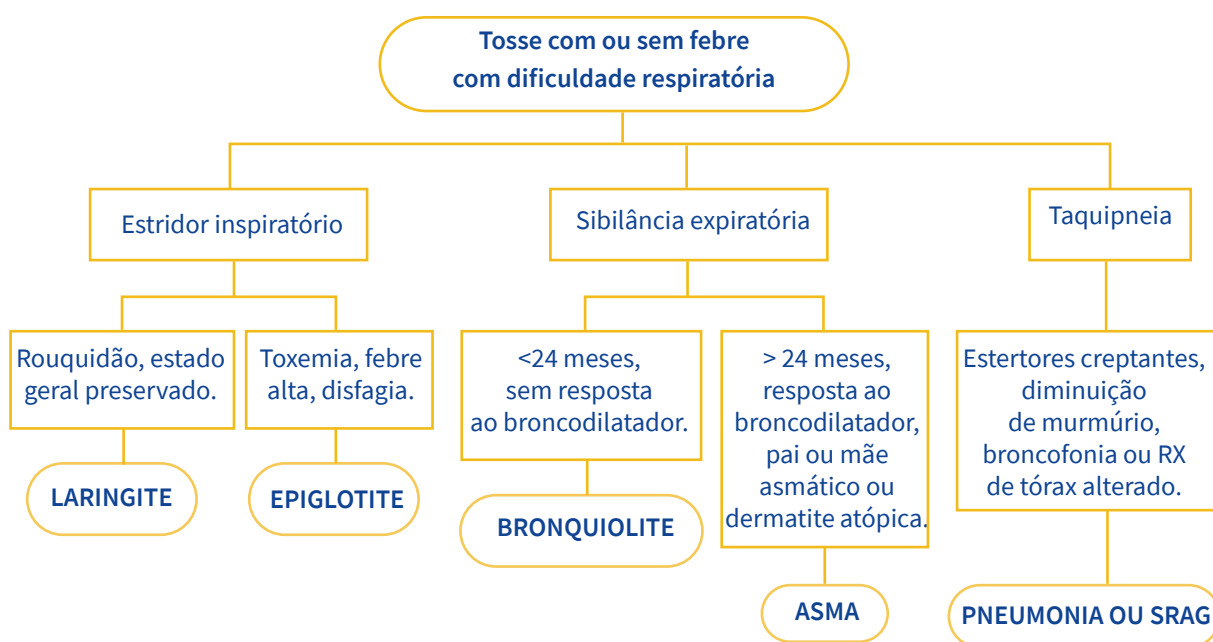 Tosse com ou sem febre
com dificuldade respiratória
Estridor inspiratório
Sibilância expiratória
Taquipneia
Rouquidão, estado
geral preservado.
Toxemia, febre
alta, disfagia.
<24 meses,
sem resposta
ao broncodilatador.
> 24 meses,
resposta ao
broncodilatador,
pai ou mãe
asmático ou
dermatite atópica.
Estertores creptantes,
diminuição
de murmúrio,
broncofonia ou RX
de tórax alterado.
LARINGITE
EPIGLOTITE
BRONQUIOLITE
ASMA
PNEUMONIA OU SRAG